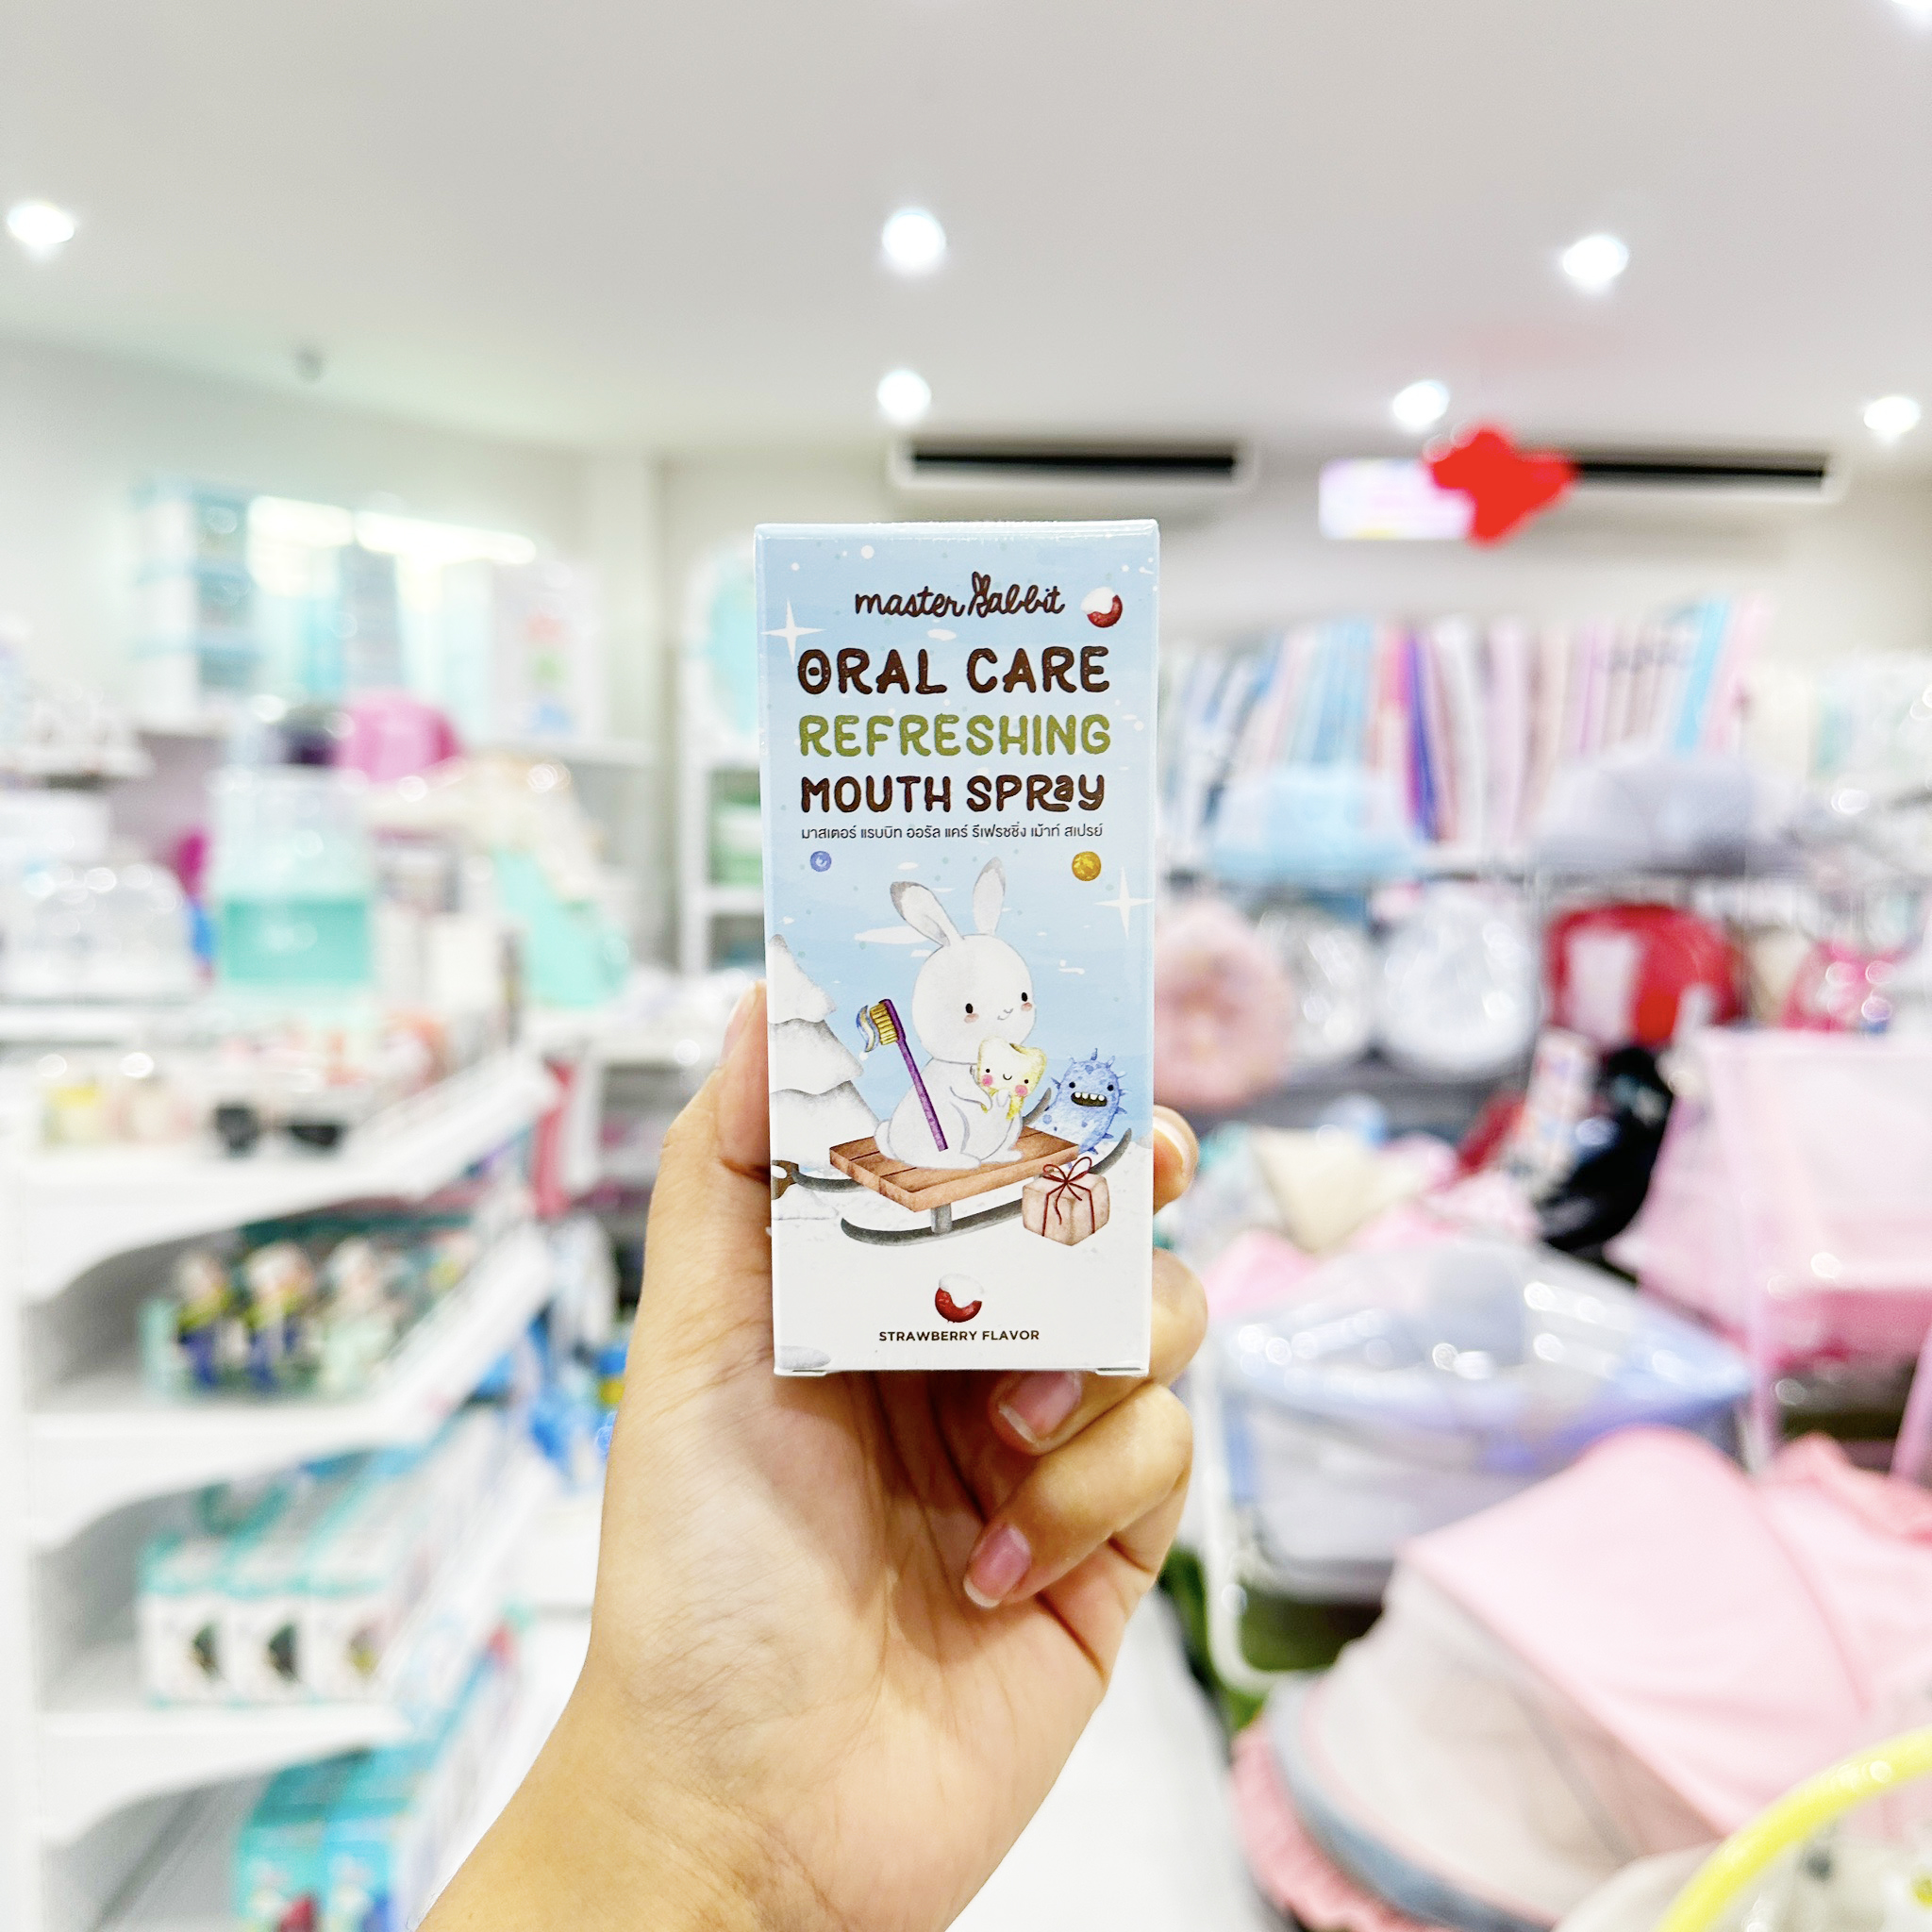 master Rabbit
ORAL CARE
REFRESHING
MOUTH SPRay
มาสเตอร์ แรบบิท ออรัล แคร์ รีเฟรชชิ่ง เม้าท์ สเปรย์
STRAWBERRY FLAVOR